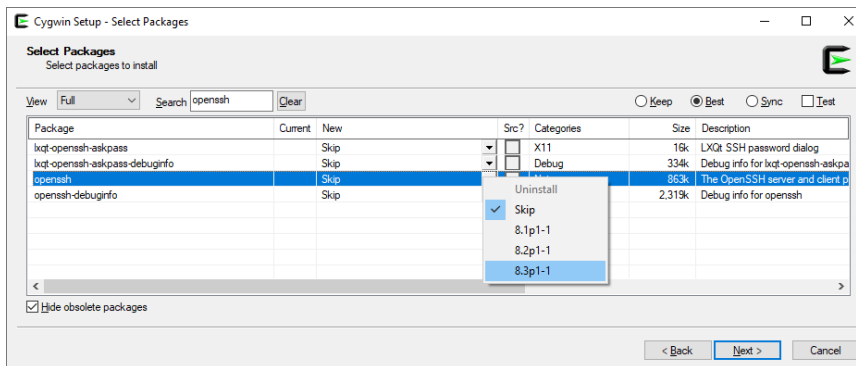 Cygwin Setup - Select Packages
Select Packages
Select packages to install
View Full Search openssh Clear Keep Best Sync Test
Package Current New Src? Categories Size Description
lxqt-openssh-askpass Skip X11 16k LXQt SSH password dialog
lxqt-openssh-askpass-debuginfo Skip Debug 334k Debug info for lxqt-openssh-askpa
openssh Skip 863k The OpenSSH server and client p
openssh-debuginfo Skip 2,319k Debug info for openssh
Uninstall
Skip
8.1p1-1
8.2p1-1
8.3p1-1
Hide obsolete packages
< Back Next > Cancel